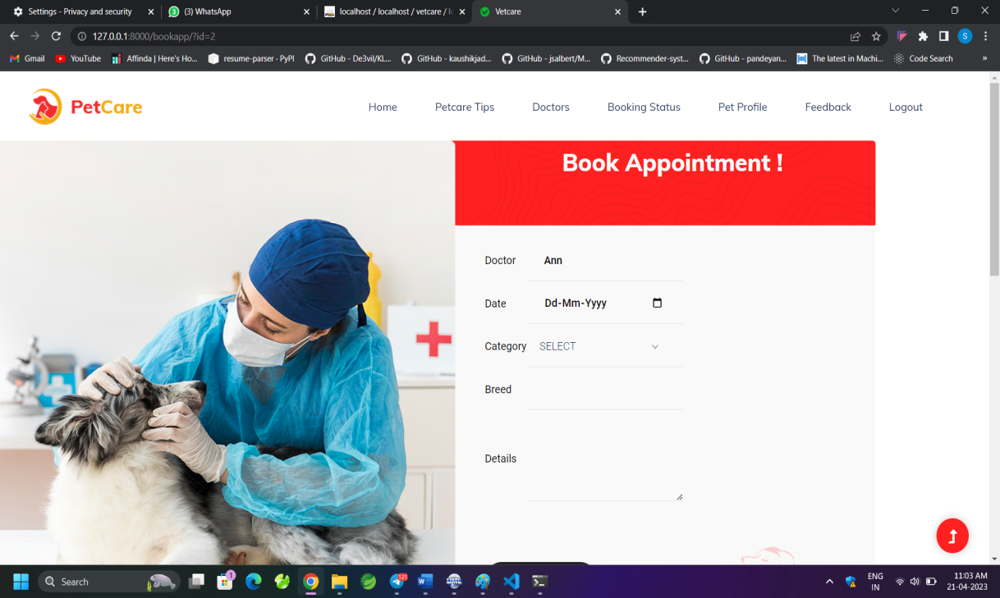 Settings - Privacy and security
(3) WhatsApp
localhost / localhost / vetcare / lc
Vetcare
127.0.0.1:8000/bookapp/?id=2
S
Gmail
YouTube
Affinda | Here's Ho...
resume-parser · PyPI
GitHub - De3vil/KL...
GitHub - kaushikjad...
GitHub - jsalbert/M...
Recommender-syst...
GitHub - pandeyan...
The latest in Machi...
Code Search
»
PetCare
Home
Petcare Tips
Doctors
Booking Status
Pet Profile
Feedback
Logout
Book Appointment !
Doctor
Ann
Date
Dd-Mm-Yyyy
Category
SELECT
Breed
Details
Search
1
121
ENG
IN
11:03 AM
21-04-2023